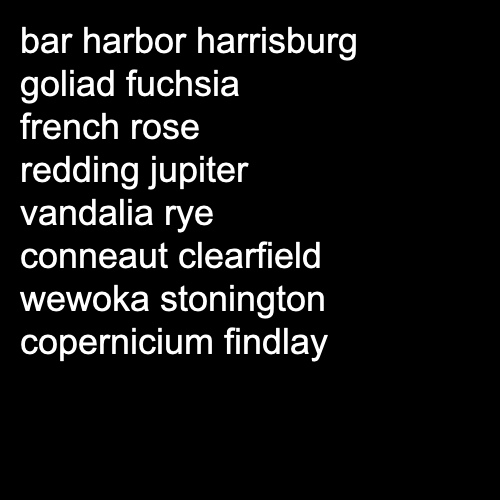 bar harbor harrisburg
goliad fuchsia
french rose
redding jupiter
vandalia rye
conneaut clearfield
wewoka stonington
copernicium findlay